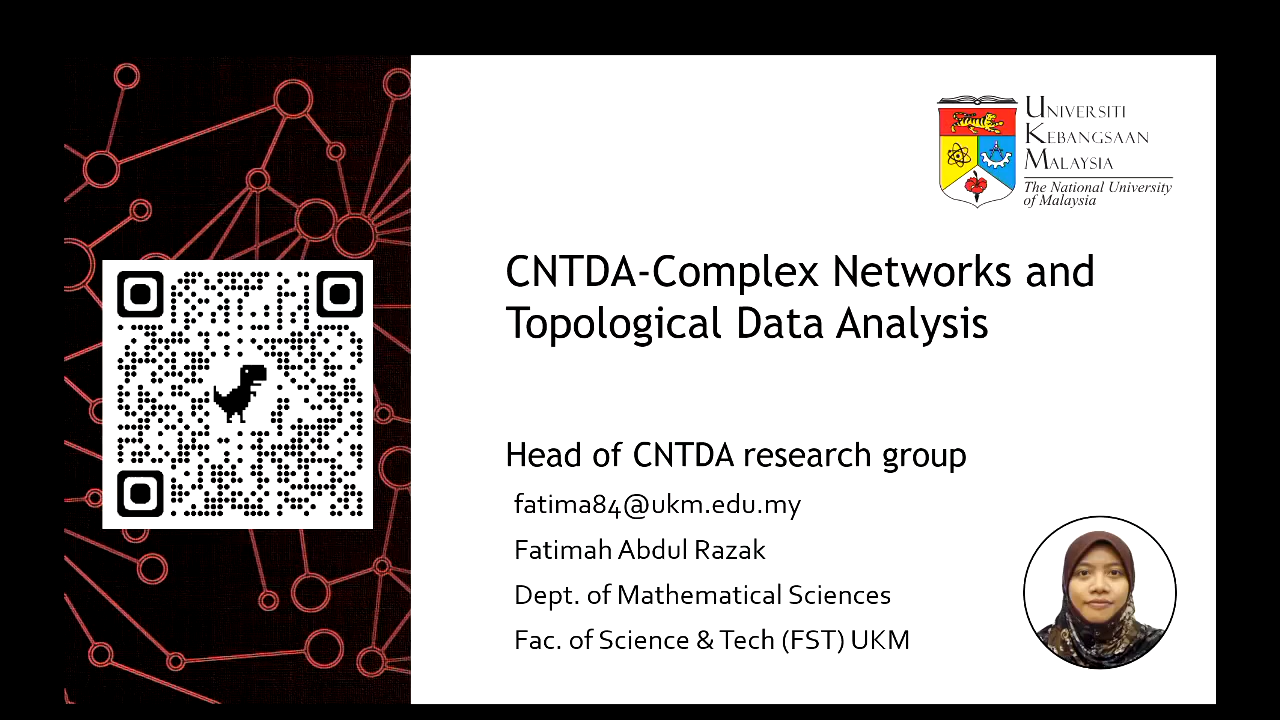 UNIVERSITI
KEBANGSAAN
MALAYSIA
The National University
of Malaysia
CNTDA-Complex Networks and
Topological Data Analysis
Head of CNTDA research group
fatima84@ukm.edu.my
Fatimah Abdul Razak
Dept. of Mathematical Sciences
Fac. of Science & Tech (FST) UKM